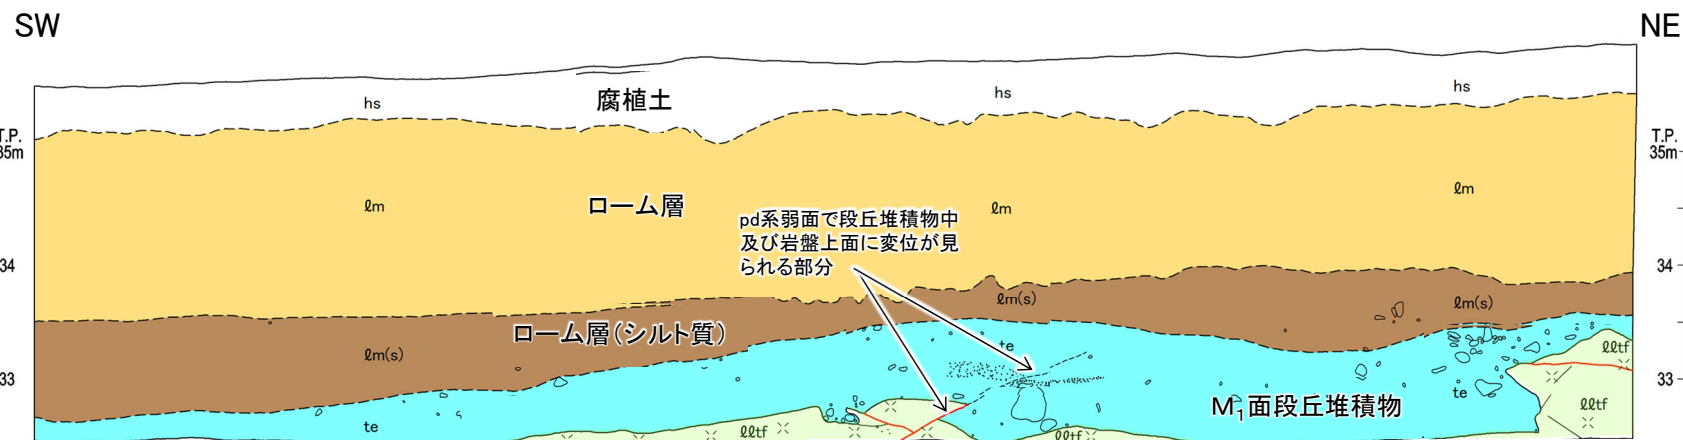 SW
NE
hs
腐植土
hs
hs
T.P.
35m
T.P.
35m
ℓm
ローム層
ℓm
ℓm
pd系弱面で段丘堆積物中
及び岩盤上面に変位が見
られる部分
34
34
ℓm(s)
ローム層(シルト質)
ℓm(s)
ℓm(s)
te
ℓℓtf
33
33
te
M1面段丘堆積物
te
ℓℓtf
ℓℓtf
ℓℓtf